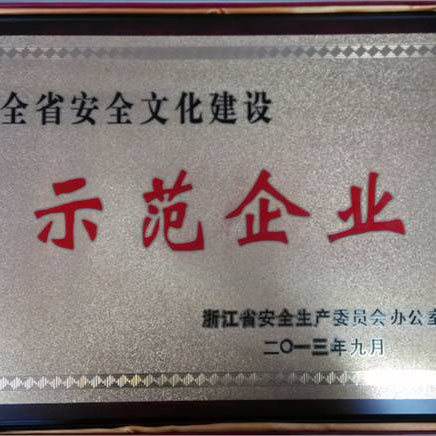 全省安全文化建设
示范企业
浙江省安全生产委员会办公室
二〇一三年九月